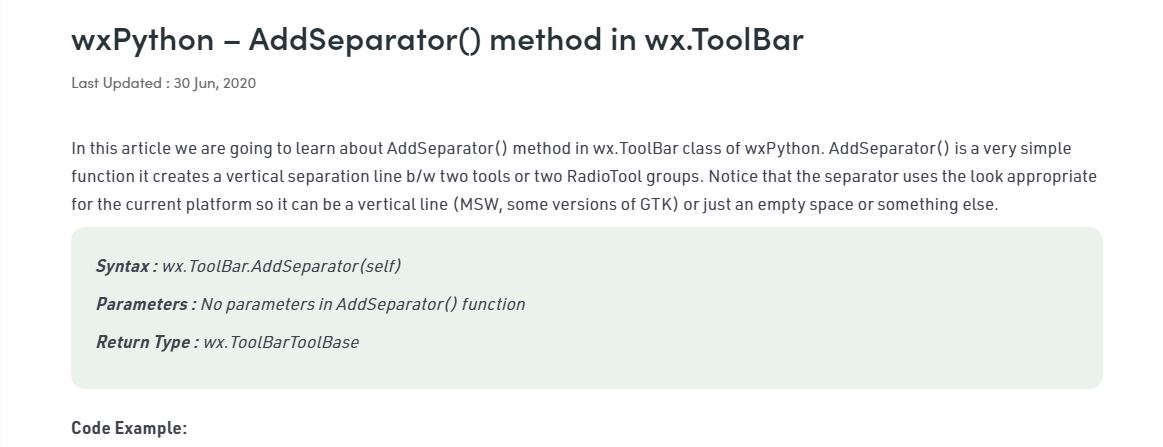 wxPython – AddSeparator() method in wx.ToolBar
Last Updated : 30 Jun, 2020
In this article we are going to learn about AddSeparator() method in wx.ToolBar class of wxPython. AddSeparator() is a very simple
function it creates a vertical separation line b/w two tools or two RadioTool groups. Notice that the separator uses the look appropriate
for the current platform so it can be a vertical line (MSW, some versions of GTK) or just an empty space or something else.
Syntax : wx.ToolBar.AddSeparator(self)
Parameters : No parameters in AddSeparator() function
Return Type : wx.ToolBarToolBase
Code Example: